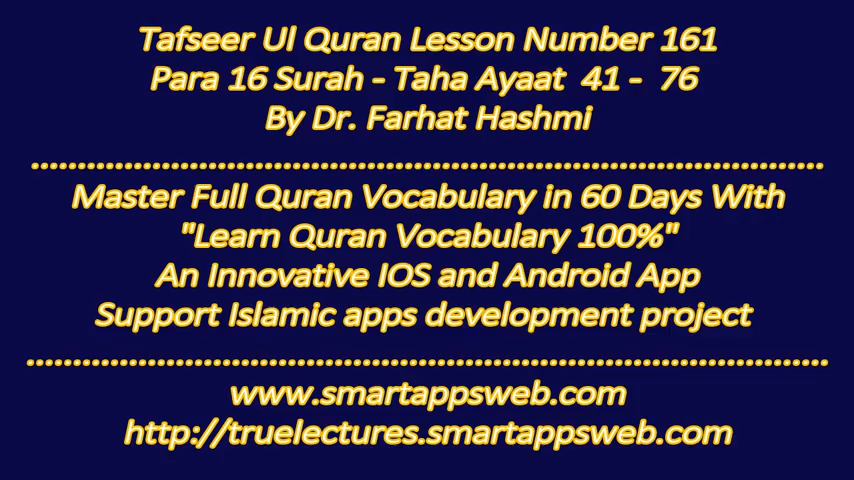 Tafseer Ul Quran Lesson Number 161
Para 16 Surah - Taha Ayaat 41 - 76
By Dr. Farhat Hashmi
Master Full Quran Vocabulary in 60 Days With
"Learn Quran Vocabulary 100%"
An Innovative IOS and Android App
Support Islamic apps development project
www.smartappsweb.com
http://truelectures.smartappsweb.com